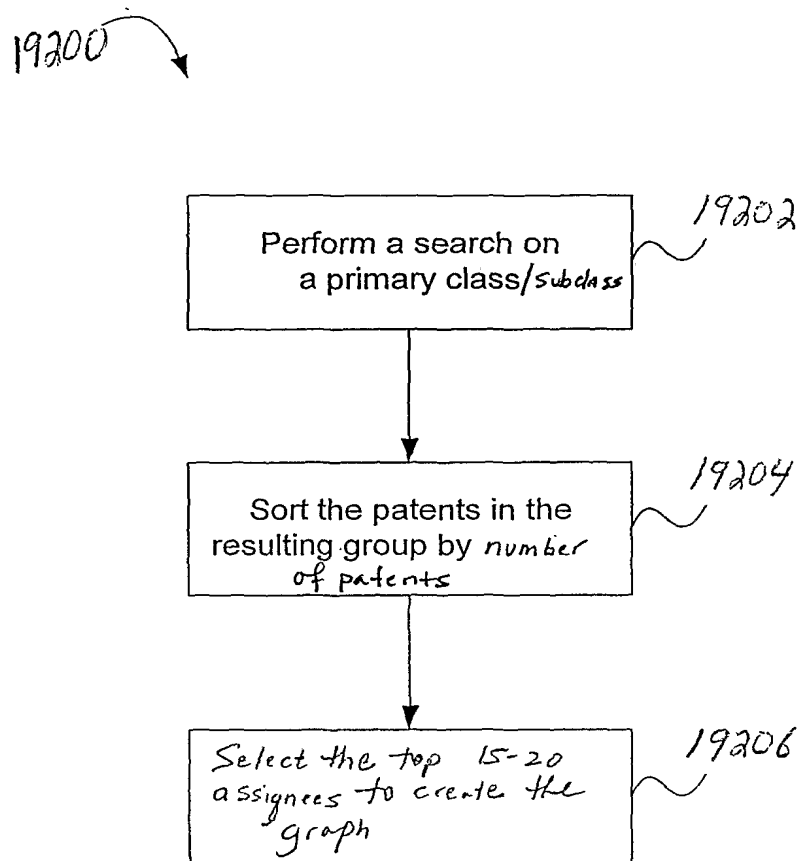 19200
19202
Perform a search on
a primary class/subclass
19204
Sort the patents in the
resulting group by number
of patents
19206
Select the top 15-20
assignees to create the
graph